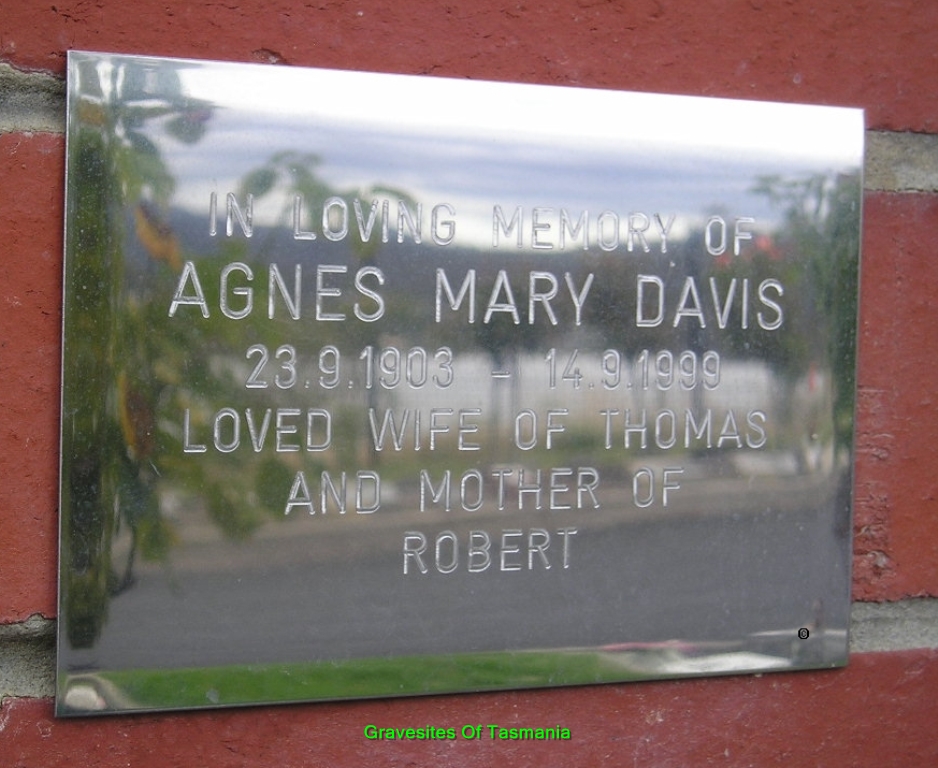 IN LOVING MEMORY OF
AGNES MARY DAVIS
23.9.1903 - 14.9.1999
LOVED WIFE OF THOMAS
AND MOTHER OF
ROBERT
©
Gravesites Of Tasmania